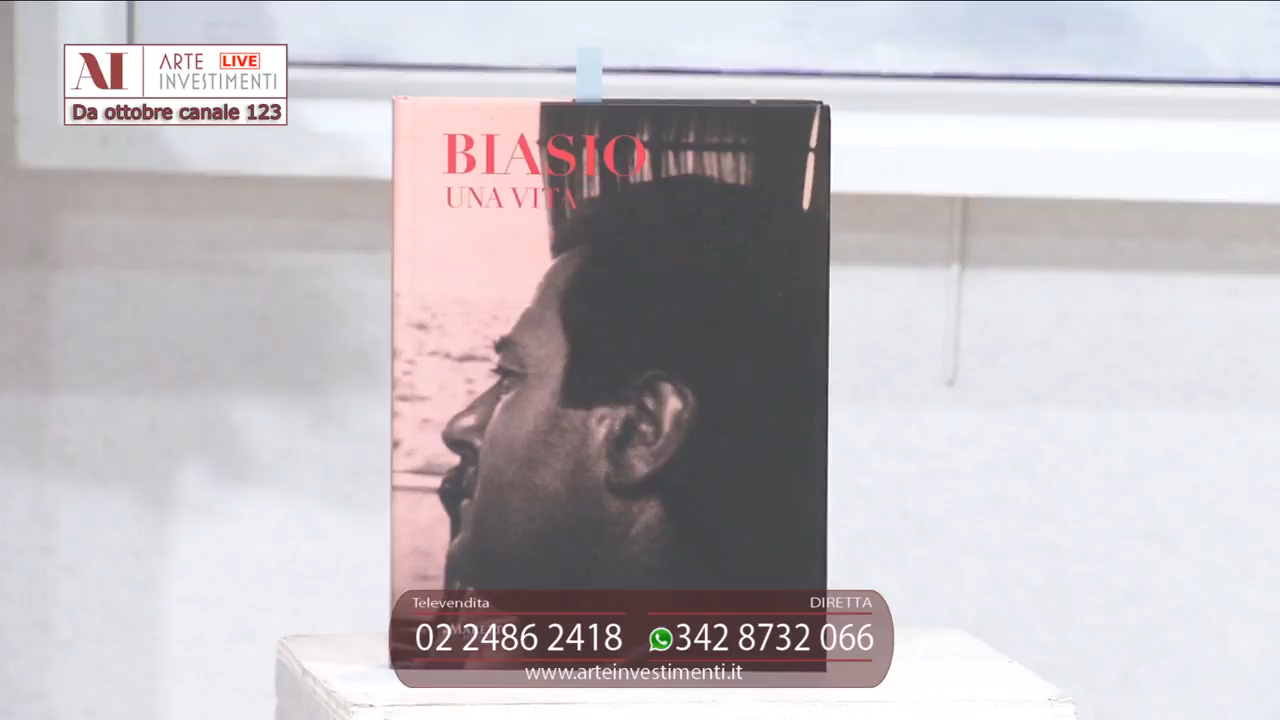 AI ARTE LIVE
INVESTIMENTI
Da ottobre canale 123
BIASIO
UNA VITA
Televendita DIRETTA
02 2486 2418 342 8732 066
www.arteinvestimenti.it